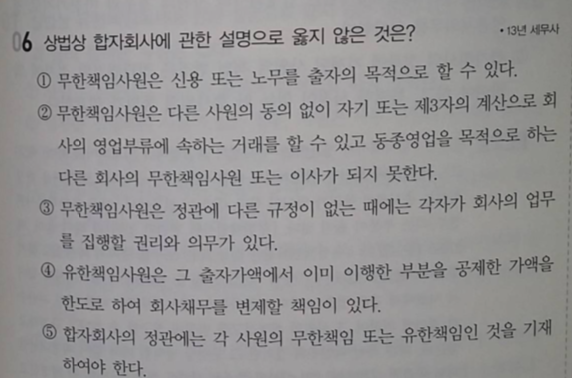 06 상법상 합자회사에 관한 설명으로 옳지 않은 것은? • 13년 세무사
① 무한책임사원은 신용 또는 노무를 출자의 목적으로 할 수 있다.
② 무한책임사원은 다른 사원의 동의 없이 자기 또는 제3자의 계산으로 회
사의 영업부류에 속하는 거래를 할 수 있고 동종영업을 목적으로 하는
다른 회사의 무한책임사원 또는 이사가 되지 못한다.
③ 무한책임사원은 정관에 다른 규정이 없는 때에는 각자가 회사의 업무
를 집행할 권리와 의무가 있다.
④ 유한책임사원은 그 출자가액에서 이미 이행한 부분을 공제한 가액을
한도로 하여 회사채무를 변제할 책임이 있다.
⑤ 합자회사의 정관에는 각 사원의 무한책임 또는 유한책임인 것을 기재
하여야 한다.